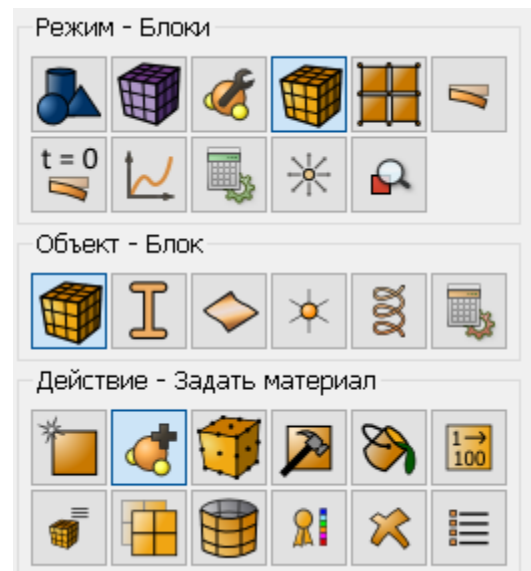 Режим - Блоки
t = 0
Объект - Блок
Действие - Задать материал
1→
100